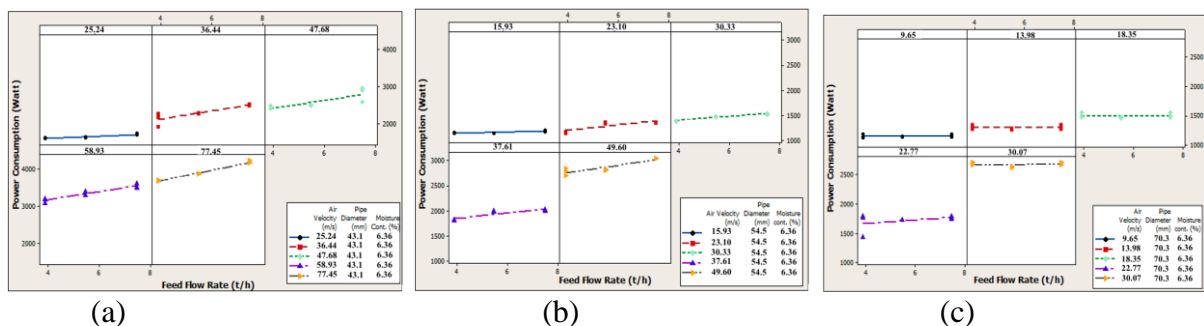 4 6 8
25.24 36.44 47.68
4000
3000
2000
58.93 77.45
4000
3000
2000
4 6 8
4 6 8
Power Consumption (Watt)
Feed Flow Rate (t/h)
Air Velocity (m/s) Pipe Diameter (mm) Moisture Cont. (%)
25.24 43.1 6.36
36.44 43.1 6.36
47.68 43.1 6.36
58.93 43.1 6.36
77.45 43.1 6.36
(a)
4 6 8
15.93 23.10 30.33
3000
2500
2000
1500
1000
37.61 49.60
3000
2500
2000
1500
1000
4 6 8
4 6 8
Power Consumption (Watt)
Feed Flow Rate (t/h)
Air Velocity (m/s) Pipe Diameter (mm) Moisture Cont. (%)
15.93 54.5 6.36
23.10 54.5 6.36
30.33 54.5 6.36
37.61 54.5 6.36
49.60 54.5 6.36
(b)
4 6 8
9.65 13.98 18.35
2500
2000
1500
1000
22.77 30.07
2500
2000
1500
1000
4 6 8
4 6 8
Power Consumption (Watt)
Feed Flow Rate (t/h)
Air Velocity (m/s) Pipe Diameter (mm) Moisture cont. (%)
9.65 70.3 6.36
13.98 70.3 6.36
18.35 70.3 6.36
22.77 70.3 6.36
30.07 70.3 6.36
(c)